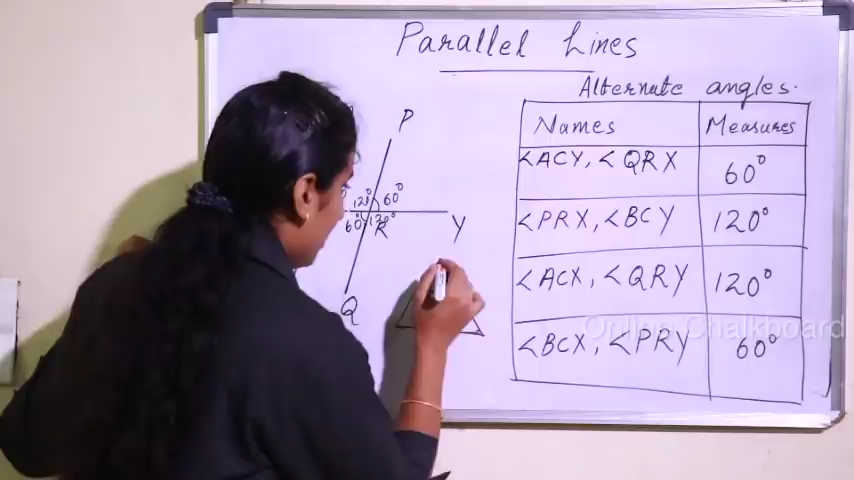 Parallel Lines
Alternate angles.
Names Measures
<ACY, <QRX 60°
<PRX, <BCY 120°
<ACX, <QRY 120°
<BCX, <PRY 60°
P
120° 60°
60° 120°
R
Y
Q
Online Chalkboard